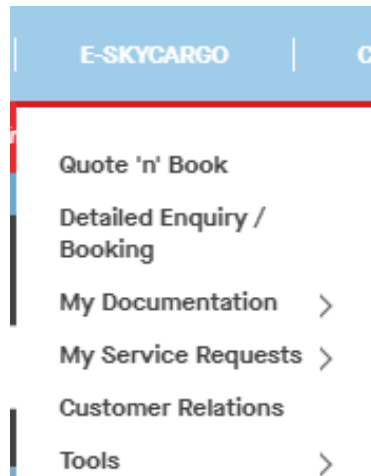 E-SKYCARGO
Quote 'n' Book
Detailed Enquiry /
Booking
My Documentation
My Service Requests
Customer Relations
Tools